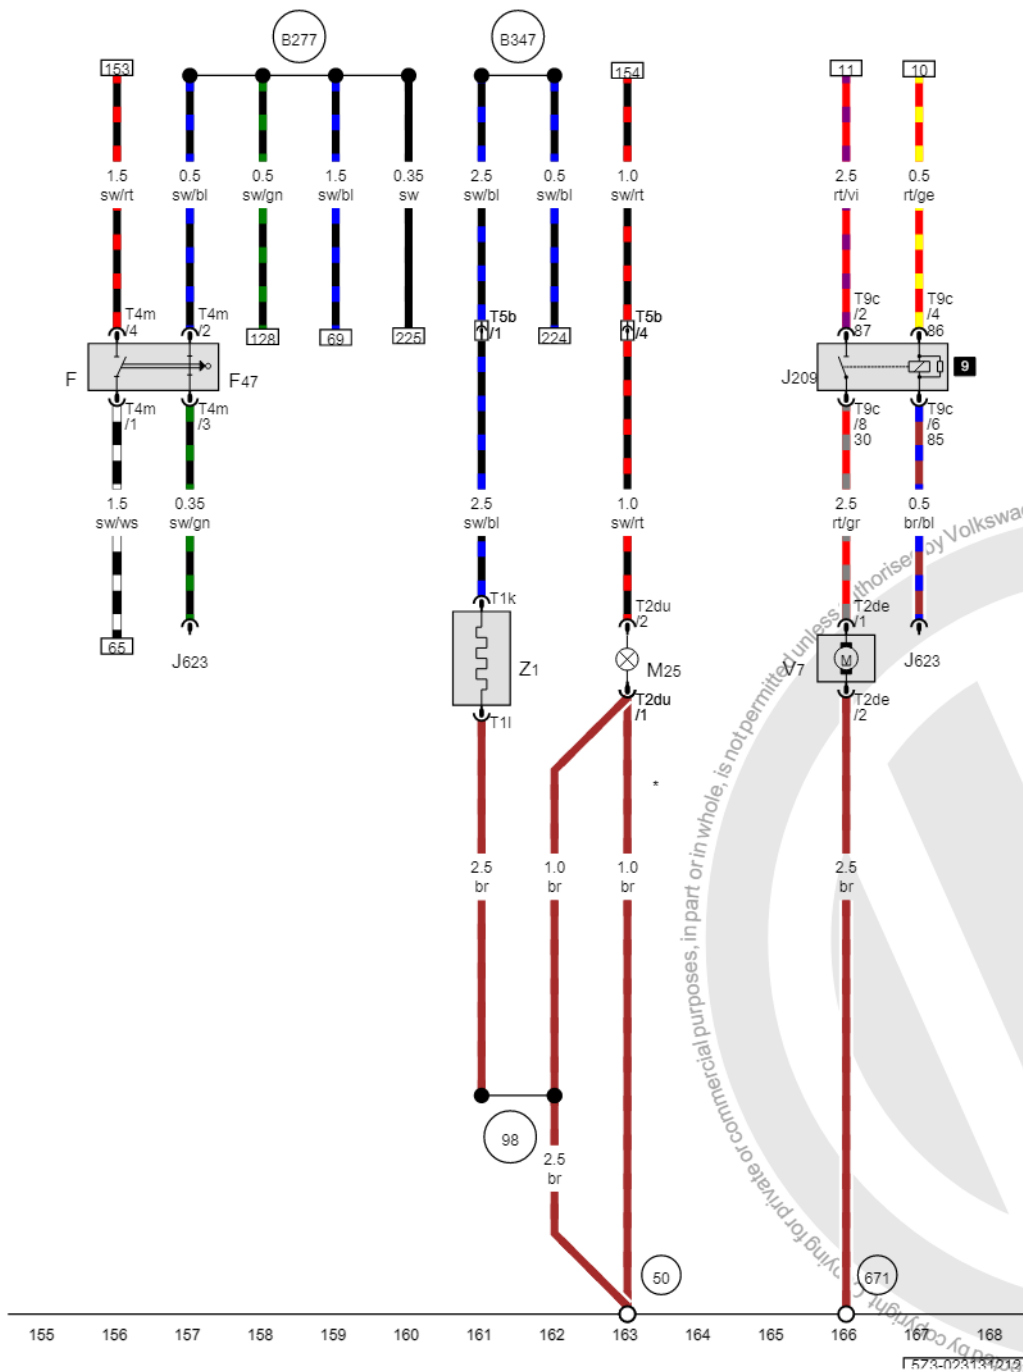 B277
B347
153
154
11
10
1.5
sw/rt
0.5
sw/bl
0.5
sw/gn
1.5
sw/bl
0.35
sw
2.5
sw/bl
0.5
sw/bl
1.0
sw/rt
2.5
rt/vi
0.5
rt/ge
T4m
/4
T4m
/2
128
69
225
T5b
/1
224
T5b
/4
T9c
/2
87
T9c
/4
86
F
F47
J209
9
T4m
/1
T4m
/3
T9c
/8
30
T9c
/6
85
1.5
sw/ws
0.35
sw/gn
2.5
sw/bl
1.0
sw/rt
2.5
rt/gr
0.5
br/bl
65
J623
T1k
Z1
T1l
T2du
/2
M25
T2du
/1
T2de
/1
M
V7
T2de
/2
J623
*
2.5
br
1.0
br
1.0
br
2.5
br
98
2.5
br
50
671
155 156 157 158 159 160 161 162 163 164 165 166 167 168
573-023131212
by Volkswag
commercial purposes, in part or in whole, is not permitted unless
copying for private or
copyright